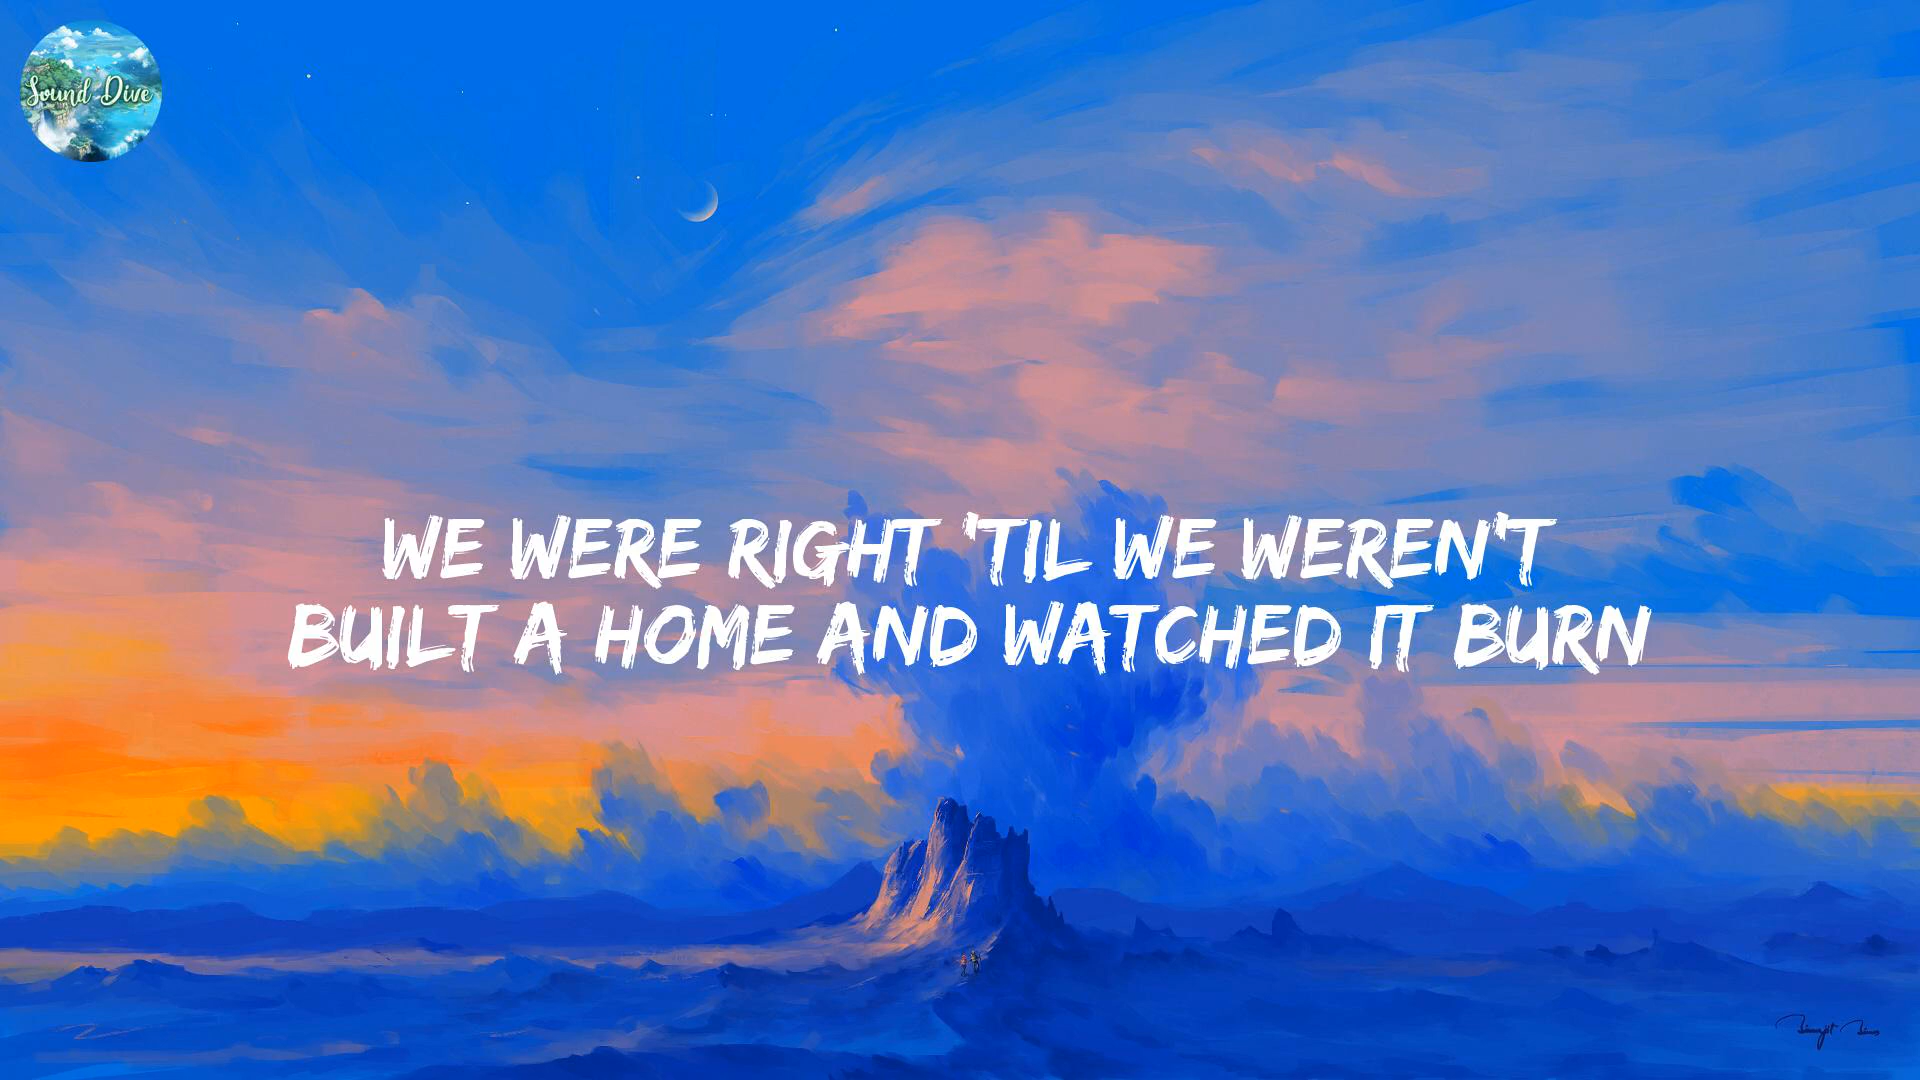 Sound Dive
WE WERE RIGHT 'TIL WE WEREN'T
BUILT A HOME AND WATCHED IT BURN